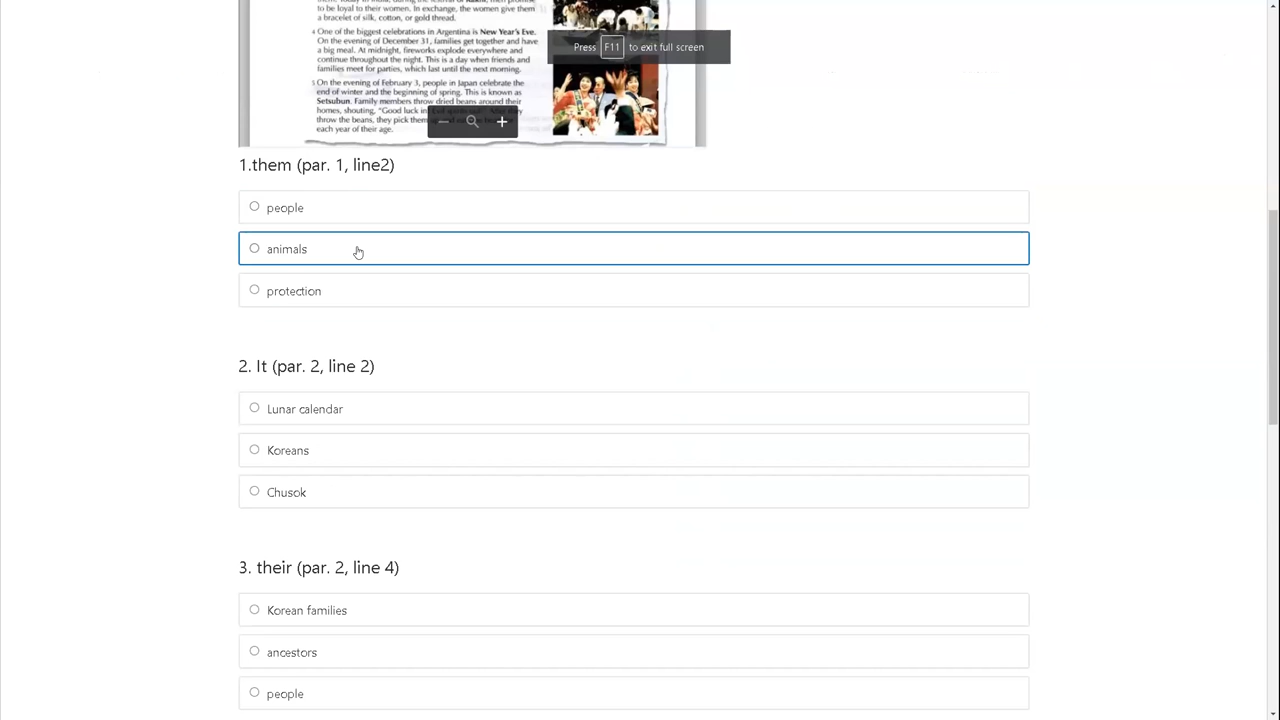 to be loyal to their women. In exchange, the women give them
a bracelet of silk, cotton, or gold thread.
4 One of the biggest celebrations in Argentina is New Year's Eve.
On the evening of December 31, families get together and have
a big meal. At midnight, fireworks explode everywhere and
continue throughout the night. This is a day when friends and
families meet for parties, which last until the next morning.
5 On the evening of February 3, people in Japan celebrate the
end of winter and the beginning of spring. This is known as
Setsubun. Family members throw dried beans around their
homes, shouting, "Good luck in
throw the beans, they pick them
each year of their age.
Press F11 to exit full screen
1.them (par. 1, line2)
people
animals
protection
2. It (par. 2, line 2)
Lunar calendar
Koreans
Chusok
3. their (par. 2, line 4)
Korean families
ancestors
people